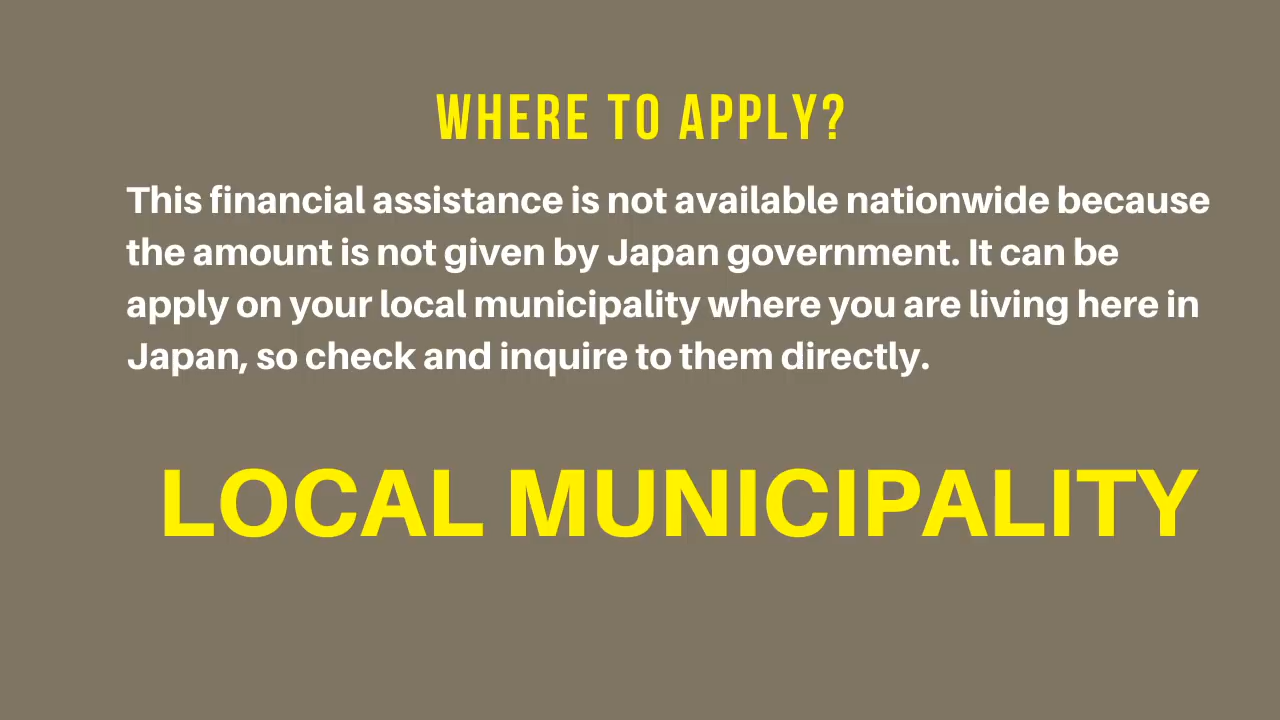 WHERE TO APPLY?
This financial assistance is not available nationwide because
the amount is not given by Japan government. It can be
apply on your local municipality where you are living here in
Japan, so check and inquire to them directly.
LOCAL MUNICIPALITY